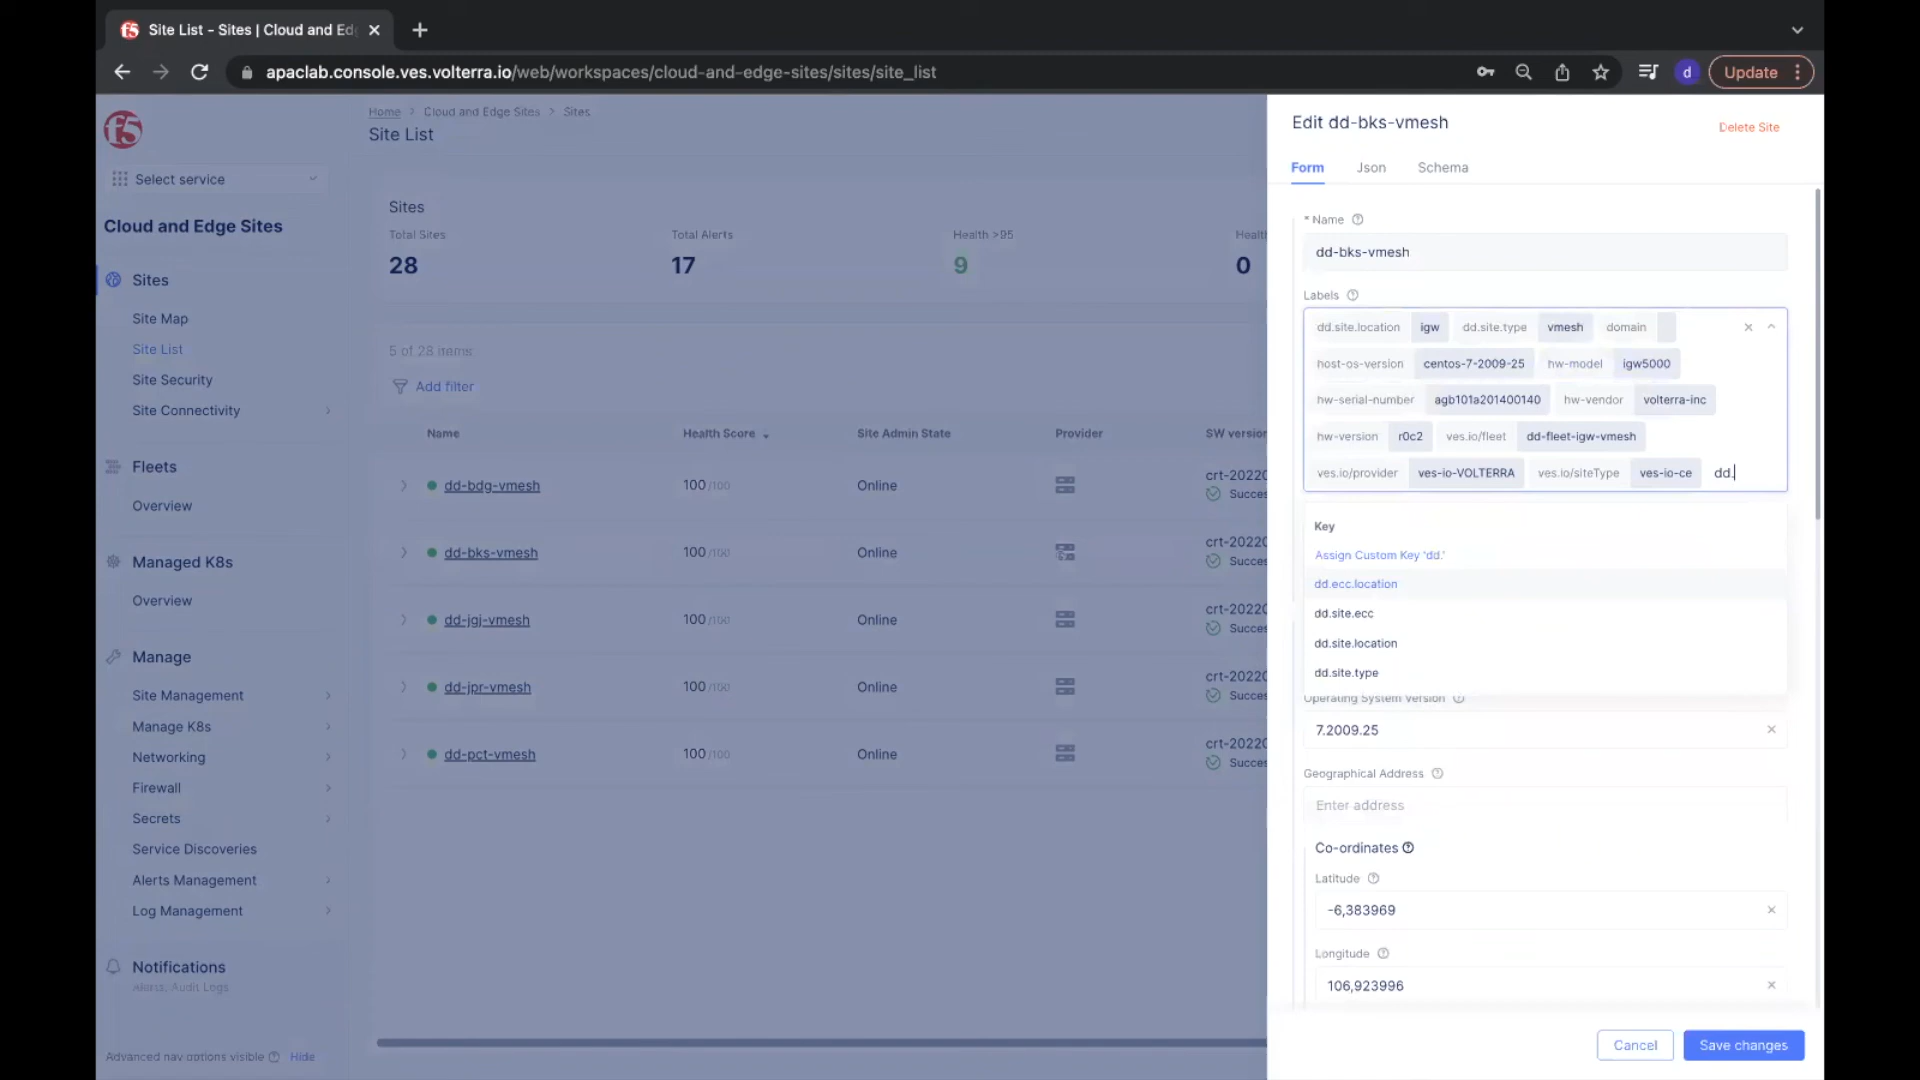 Site List - Sites | Cloud and Ed
apaclab.console.ves.volterra.io/web/workspaces/cloud-and-edge-sites/sites/site_list
d
Update
f5
Select service
Cloud and Edge Sites
Sites
Site Map
Site List
Site Security
Site Connectivity
Fleets
Overview
Managed K8s
Overview
Manage
Site Management
Manage K8s
Networking
Firewall
Secrets
Service Discoveries
Alerts Management
Log Management
Notifications
Alerts, Audit Logs
Advanced nav options visible Hide
Home > Cloud and Edge Sites > Sites
Site List
Sites
Total Sites Total Alerts Health >95 Healt
28 17 9 0
5 of 28 items
Add filter
Name Health Score Site Admin State Provider SW version
dd-bdg-vmesh 100 /100 Online crt-20220
Succes
dd-bks-vmesh 100 /100 Online crt-20220
Succes
dd-jgj-vmesh 100 /100 Online crt-20220
Succes
dd-jpr-vmesh 100 /100 Online crt-20220
Succes
dd-pct-vmesh 100 /100 Online crt-20220
Succes
Edit dd-bks-vmesh
Delete Site
Form Json Schema
* Name
dd-bks-vmesh
Labels
dd.site.location igw dd.site.type vmesh domain
host-os-version centos-7-2009-25 hw-model igw5000
hw-serial-number agb101a201400140 hw-vendor volterra-inc
hw-version r0c2 ves.io/fleet dd-fleet-igw-vmesh
ves.io/provider ves-io-VOLTERRA ves.io/siteType ves-io-ce dd.
Key
Assign Custom Key 'dd.'
dd.ecc.location
dd.site.ecc
dd.site.location
dd.site.type
Operating System Version
7.2009.25
Geographical Address
Enter address
Co-ordinates
Latitude
-6,383969
Longitude
106,923996
Cancel
Save changes